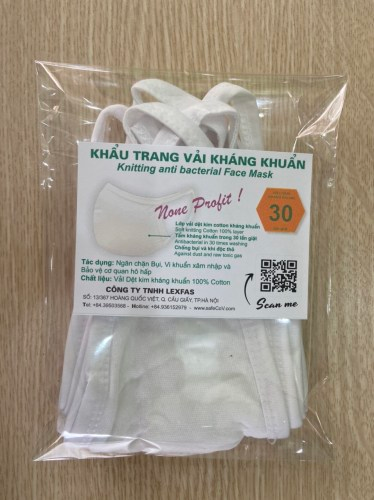 KHẨU TRANG VẢI KHÁNG KHUẨN
Knitting anti bacterial Face Mask
None Profit !
30
Lớp vải dệt kim cotton kháng khuẩn
Soft knitting Cotton 100% layer
Tấm kháng khuẩn trong 30 lần giặt
Antibacterial in 30 times washing
Chống bụi và khí độc thô
Against dust and raw toxic gas
Tác dụng: Ngăn chặn Bụi, Vi khuẩn xâm nhập và
Bảo vệ cơ quan hô hấp
Chất liệu: Vải Dệt kim kháng khuẩn 100% Cotton
CÔNG TY TNHH LEXFAS
SỐ 13/367 HOÀNG QUỐC VIỆT, Q. CẦU GIẤY, TP.HÀ NỘI
Scan me